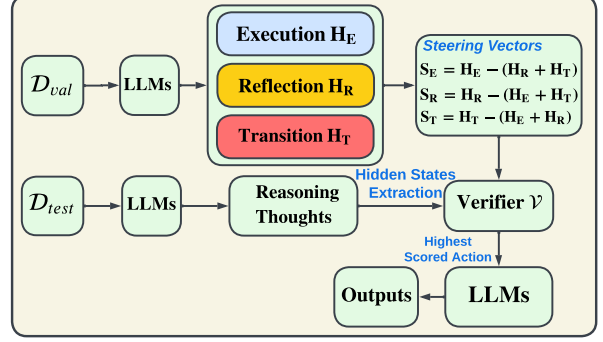 𝒟_val
LLMs
Execution H_E
Reflection H_R
Transition H_T
Steering Vectors
S_E = H_E − (H_R + H_T)
S_R = H_R − (H_E + H_T)
S_T = H_T − (H_E + H_R)
𝒟_test
LLMs
Reasoning
Thoughts
Hidden States
Extraction
Verifier 𝒱
Highest
Scored Action
LLMs
Outputs